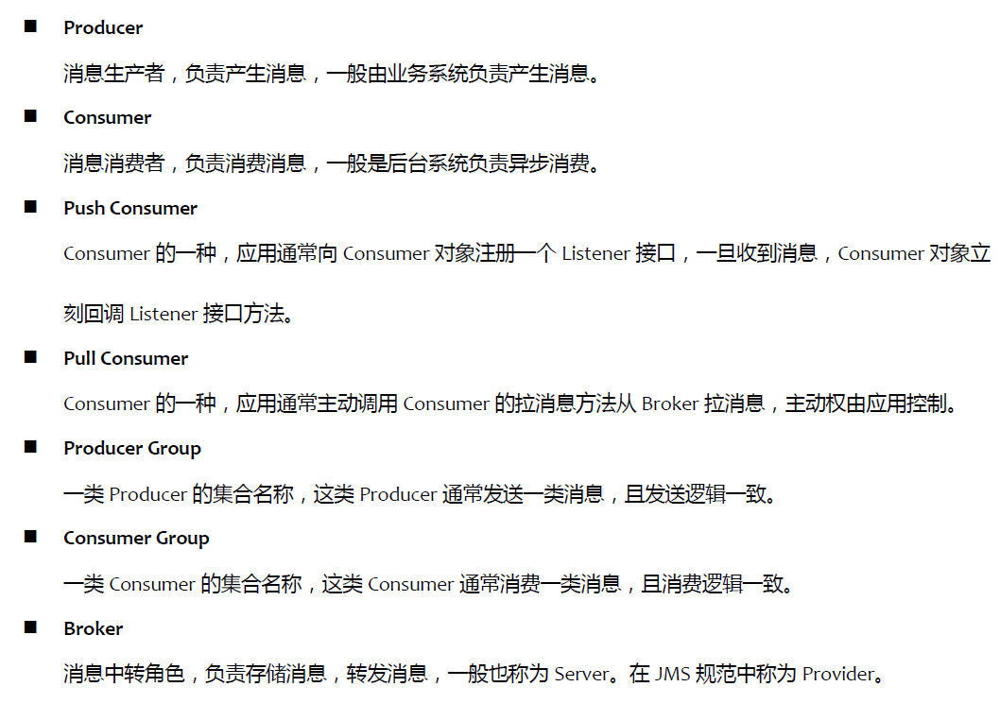 ■ Producer
消息生产者，负责产生消息，一般由业务系统负责产生消息。
■ Consumer
消息消费者，负责消费消息，一般是后台系统负责异步消费。
■ Push Consumer
Consumer 的一种，应用通常向 Consumer 对象注册一个 Listener 接口，一旦收到消息，Consumer 对象立
刻回调 Listener 接口方法。
■ Pull Consumer
Consumer 的一种，应用通常主动调用 Consumer 的拉消息方法从 Broker 拉消息，主动权由应用控制。
■ Producer Group
一类 Producer 的集合名称，这类 Producer 通常发送一类消息，且发送逻辑一致。
■ Consumer Group
一类 Consumer 的集合名称，这类 Consumer 通常消费一类消息，且消费逻辑一致。
■ Broker
消息中转角色，负责存储消息，转发消息，一般也称为 Server。在 JMS 规范中称为 Provider。